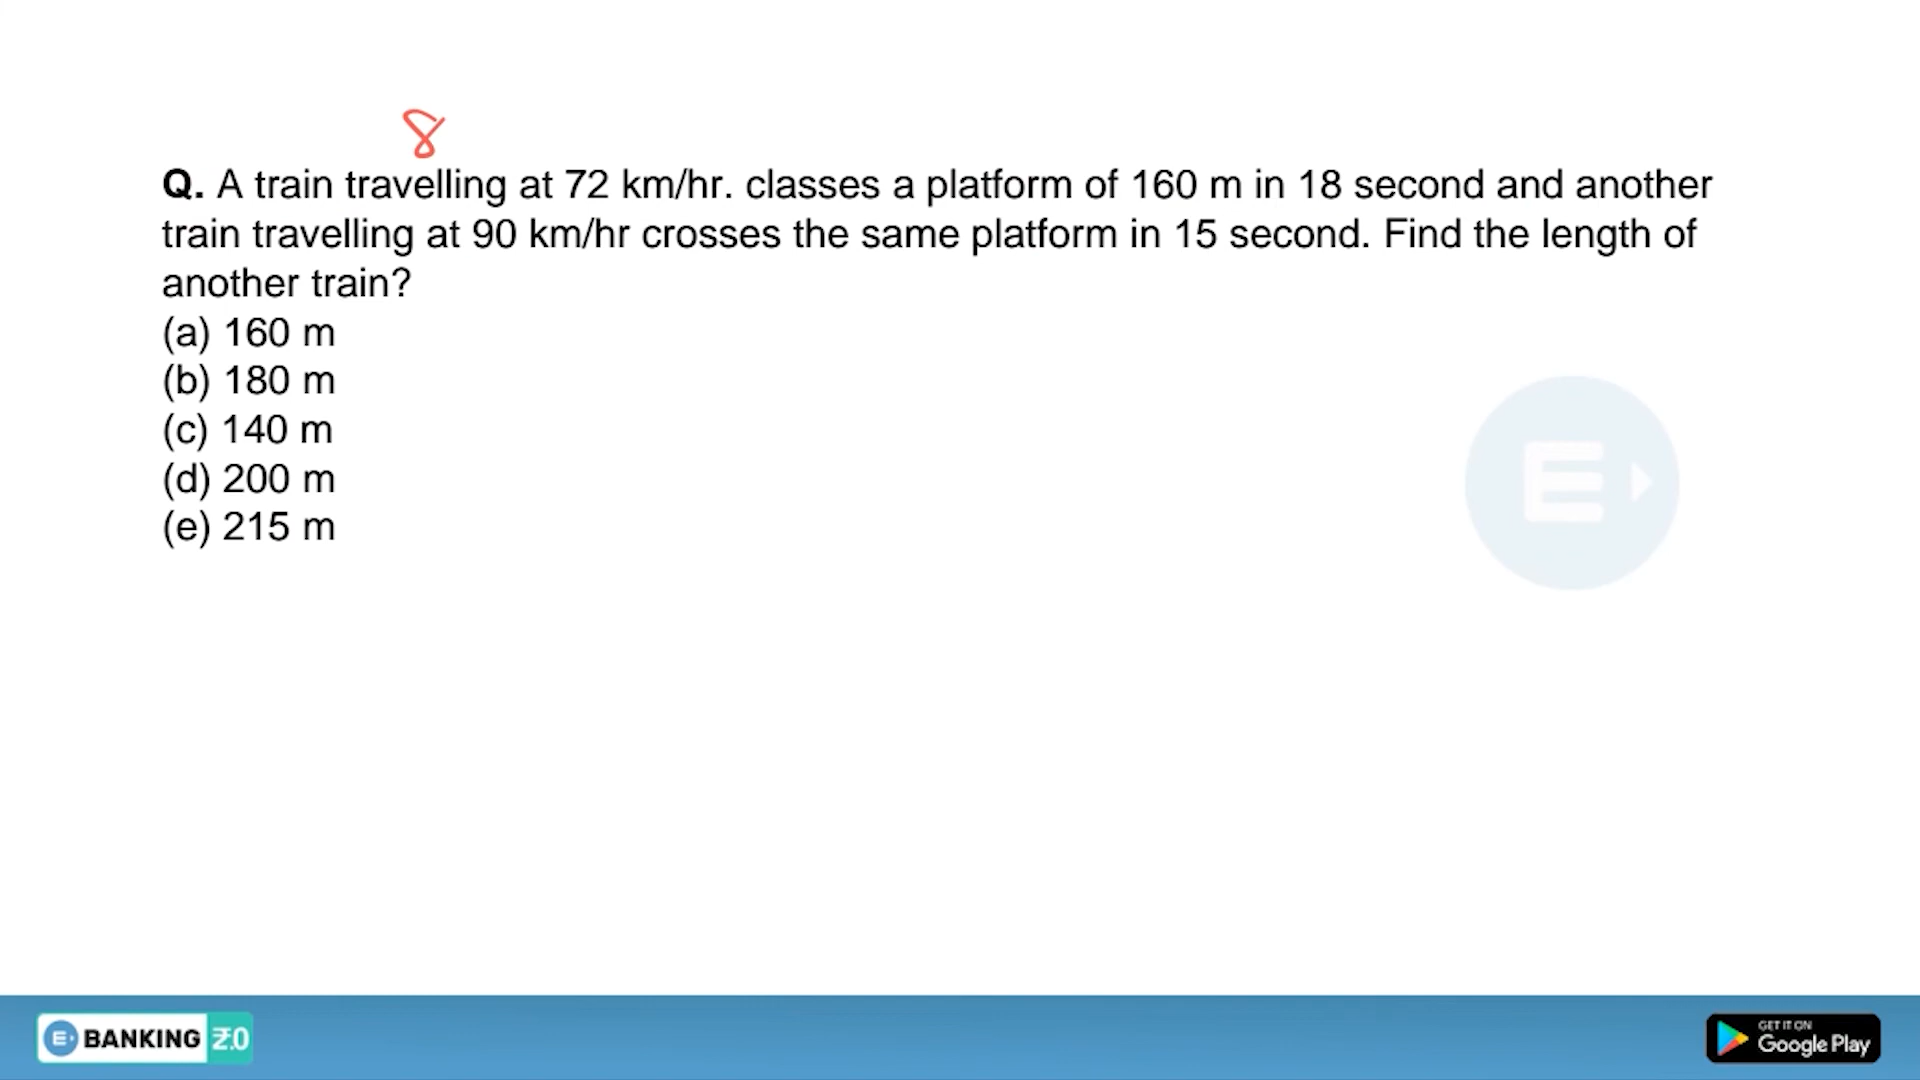 8
Q. A train travelling at 72 km/hr. classes a platform of 160 m in 18 second and another
train travelling at 90 km/hr crosses the same platform in 15 second. Find the length of
another train?
(a) 160 m
(b) 180 m
(c) 140 m
(d) 200 m
(e) 215 m
E
E BANKING ₹2.0
GET IT ON
Google Play